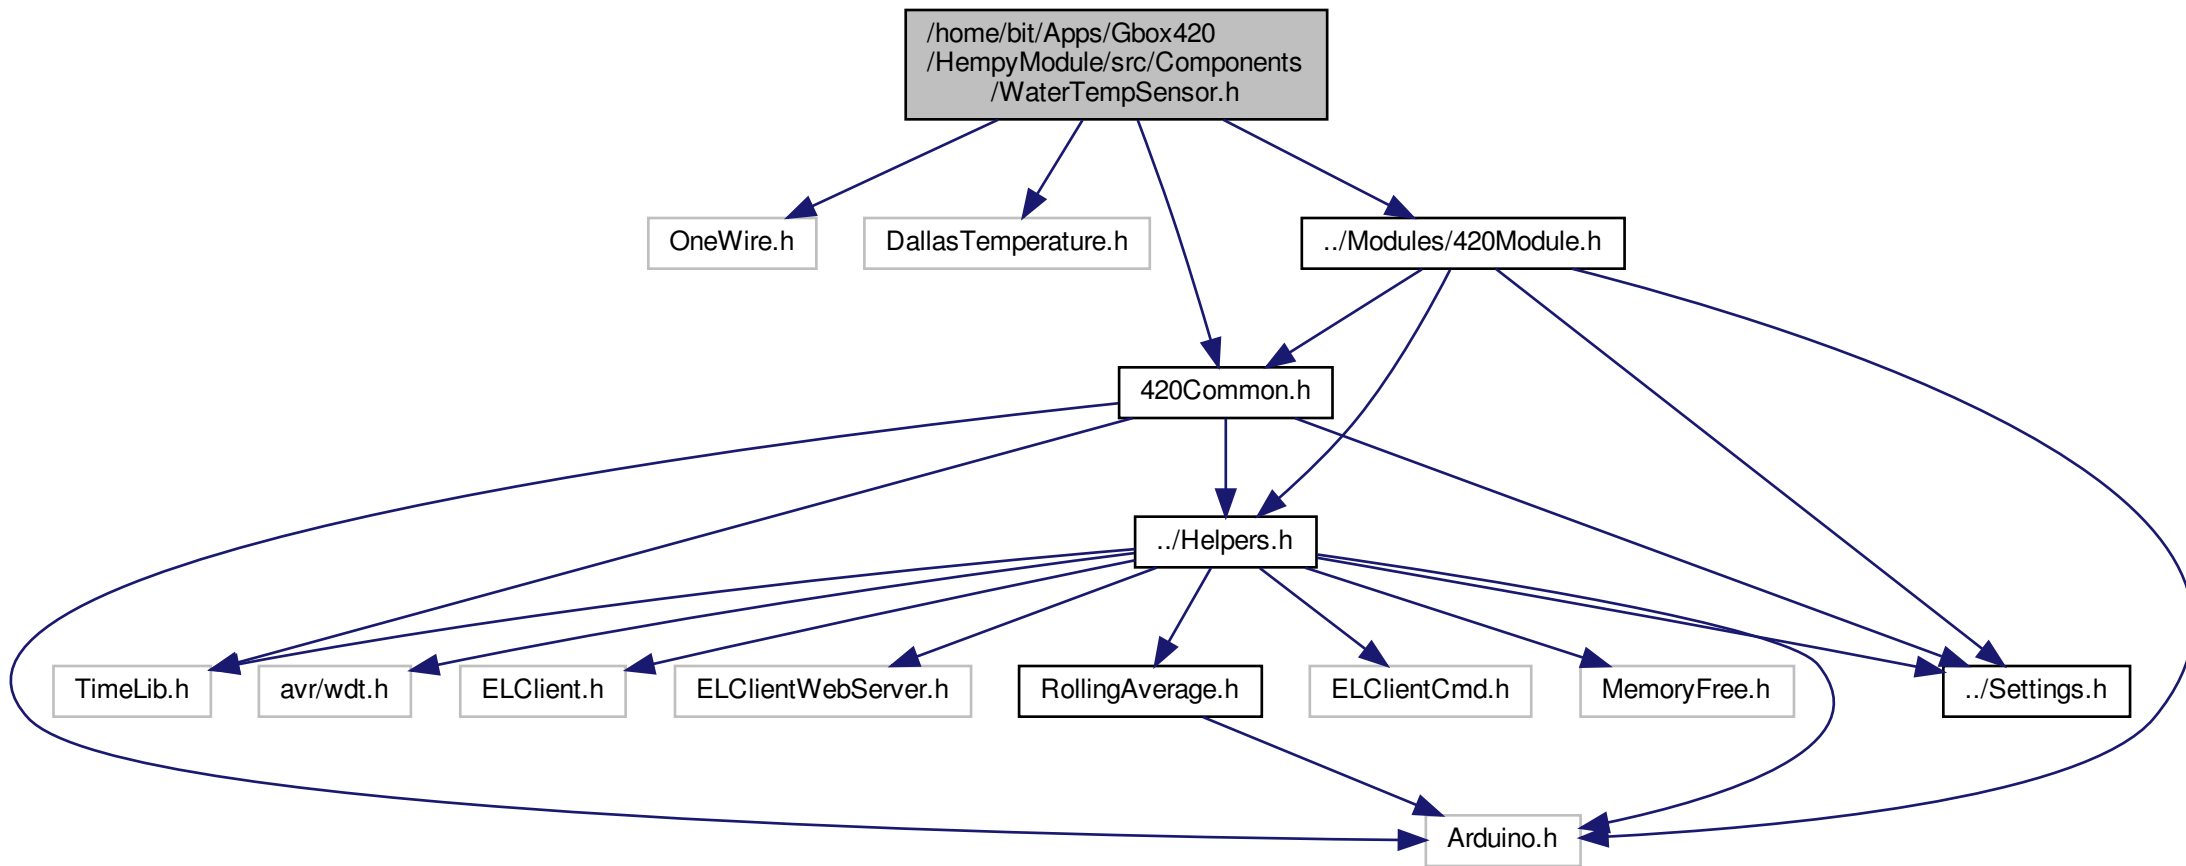 /home/bit/Apps/Gbox420
/HempyModule/src/Components
/WaterTempSensor.h
OneWire.h
DallasTemperature.h
../Modules/420Module.h
420Common.h
../Helpers.h
TimeLib.h
avr/wdt.h
ELClient.h
ELClientWebServer.h
RollingAverage.h
ELClientCmd.h
MemoryFree.h
../Settings.h
Arduino.h